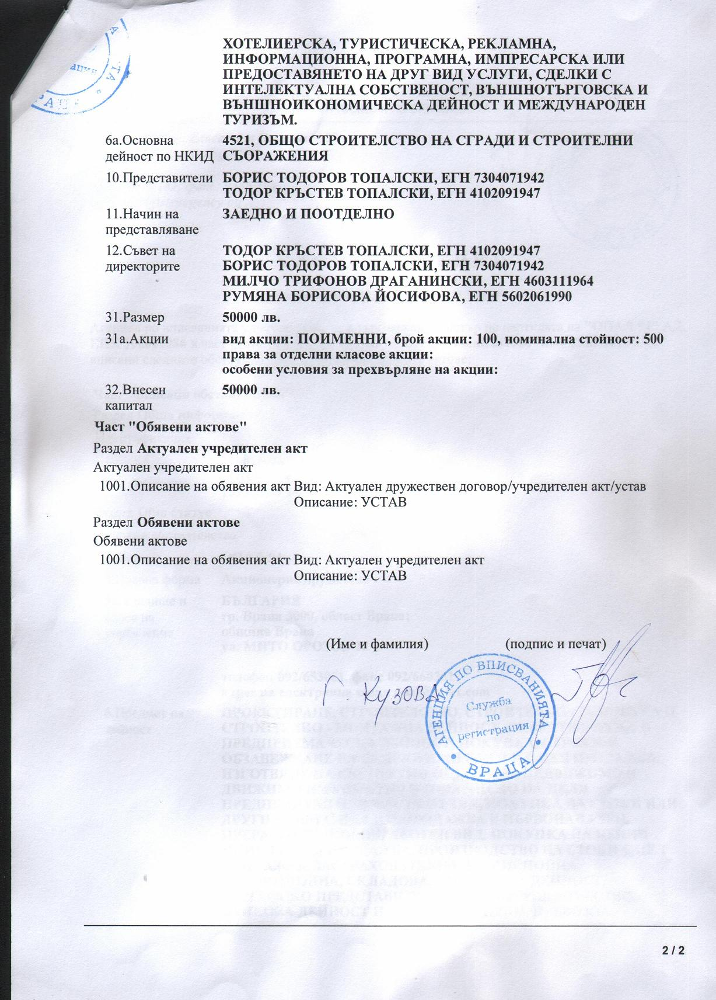 ХОТЕЛИЕРСКА, ТУРИСТИЧЕСКА, РЕКЛАМНА,
ИНФОРМАЦИОННА, ПРОГРАМНА, ИМПРЕСАРСКА ИЛИ
ПРЕДОСТАВЯНЕТО НА ДРУГ ВИД УСЛУГИ, СДЕЛКИ С
ИНТЕЛЕКТУАЛНА СОБСТВЕНОСТ, ВЪНШНОТЪРГОВСКА И
ВЪНШНОИКОНОМИЧЕСКА ДЕЙНОСТ И МЕЖДУНАРОДЕН
ТУРИЗЪМ.
6а.Основна 4521, ОБЩО СТРОИТЕЛСТВО НА СГРАДИ И СТРОИТЕЛНИ
дейност по НКИД СЪОРАЖЕНИЯ
10.Представители БОРИС ТОДОРОВ ТОПАЛСКИ, ЕГН 7304071942
ТОДОР КРЪСТЕВ ТОПАЛСКИ, ЕГН 4102091947
11.Начин на ЗАЕДНО И ПООТДЕЛНО
представляване
12.Съвет на ТОДОР КРЪСТЕВ ТОПАЛСКИ, ЕГН 4102091947
директорите БОРИС ТОДОРОВ ТОПАЛСКИ, ЕГН 7304071942
МИЛЧО ТРИФОНОВ ДРАГАНИНСКИ, ЕГН 4603111964
РУМЯНА БОРИСОВА ЙОСИФОВА, ЕГН 5602061990
31.Размер 50000 лв.
31а.Акции вид акции: ПОИМЕННИ, брой акции: 100, номинална стойност: 500
права за отделни класове акции:
особени условия за прехвърляне на акции:
32.Внесен 50000 лв.
капитал
Част "Обявени актове"
Раздел Актуален учредителен акт
Актуален учредителен акт
1001.Описание на обявения акт Вид: Актуален дружествен договор/учредителен акт/устав
Описание: УСТАВ
Раздел Обявени актове
Обявени актове
1001.Описание на обявения акт Вид: Актуален учредителен акт
Описание: УСТАВ
(Име и фамилия) (подпис и печат)
Г. КУЗОВА
АГЕНЦИЯ ПО ВПИСВАНИЯТА
Служба
по
регистрация
• ВРАЦА •
2 / 2